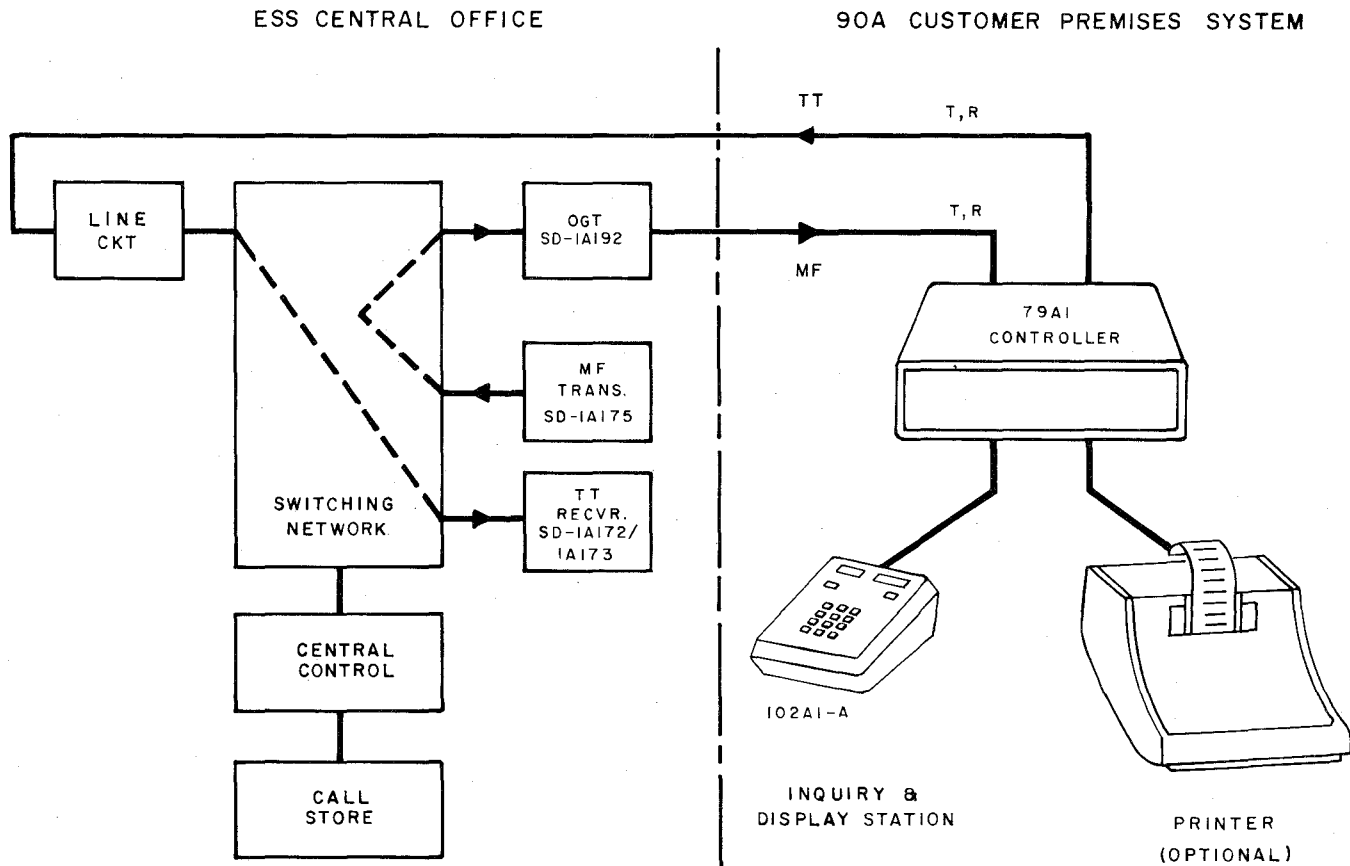 ESS CENTRAL OFFICE
90A CUSTOMER PREMISES SYSTEM
TT
T,R
LINE
CKT
OGT
SD-1A192
T,R
MF
79A1
CONTROLLER
MF
TRANS.
SD-1A175
SWITCHING
NETWORK
TT
RECVR.
SD-1A172/
1A173
CENTRAL
CONTROL
102A1-A
CALL
STORE
INQUIRY &
DISPLAY STATION
PRINTER
(OPTIONAL)